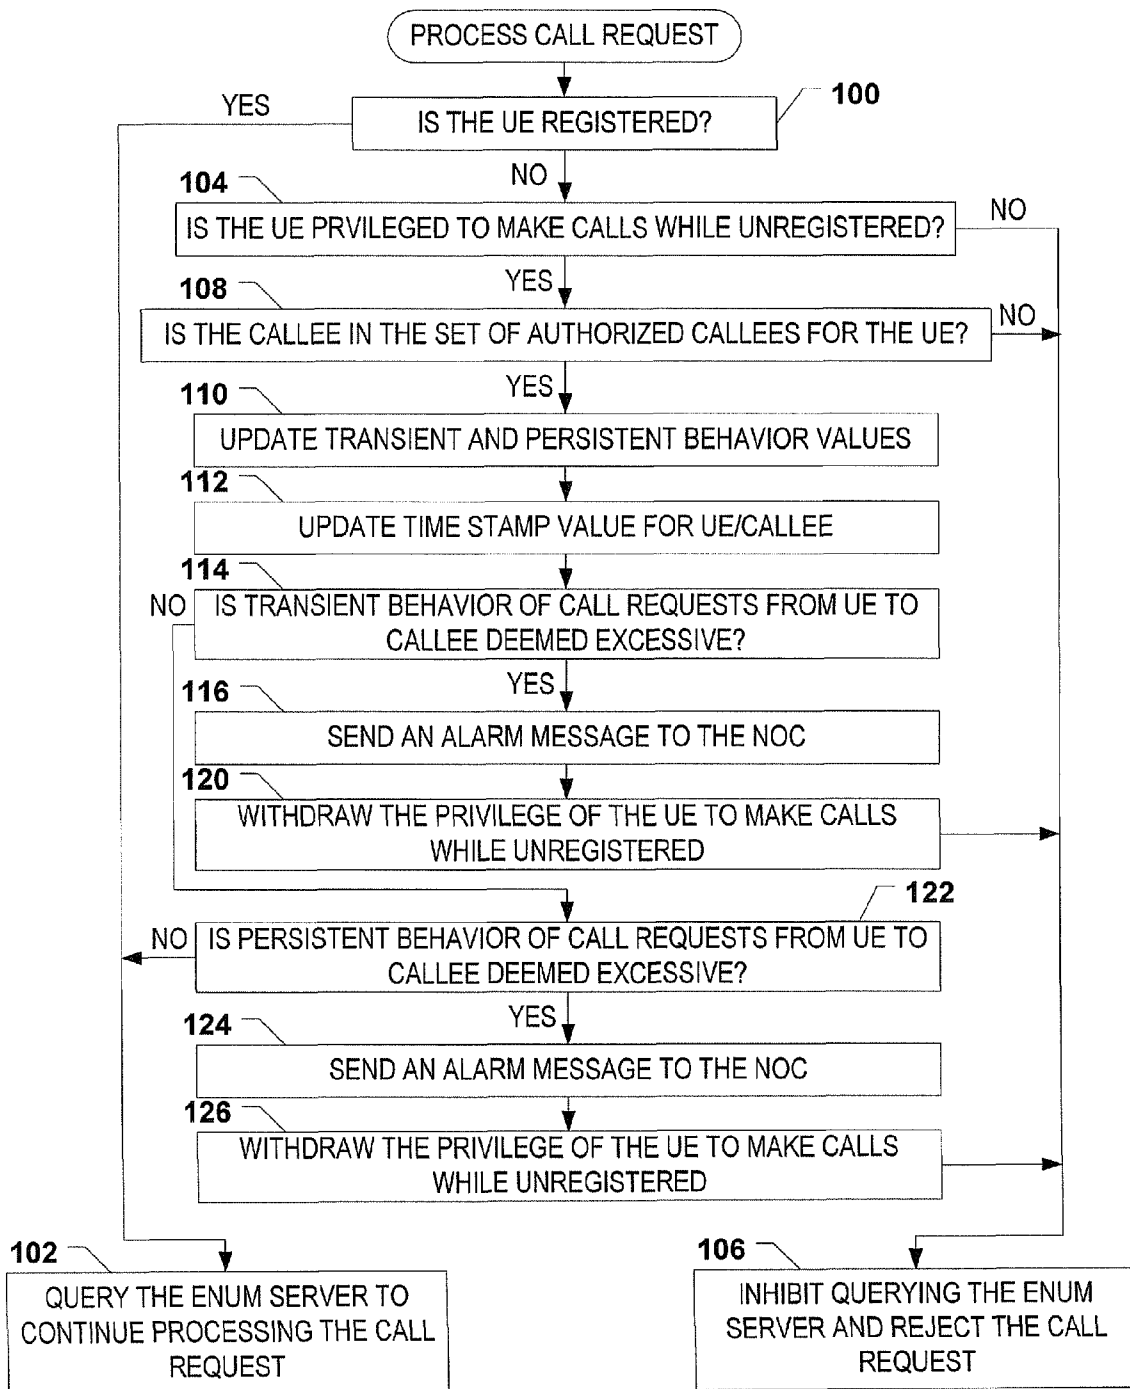 PROCESS CALL REQUEST
100
YES
IS THE UE REGISTERED?
NO
104
IS THE UE PRVILEGED TO MAKE CALLS WHILE UNREGISTERED?
NO
YES
108
IS THE CALLEE IN THE SET OF AUTHORIZED CALLEES FOR THE UE?
NO
YES
110
UPDATE TRANSIENT AND PERSISTENT BEHAVIOR VALUES
112
UPDATE TIME STAMP VALUE FOR UE/CALLEE
114
NO
IS TRANSIENT BEHAVIOR OF CALL REQUESTS FROM UE TO
CALLEE DEEMED EXCESSIVE?
YES
116
SEND AN ALARM MESSAGE TO THE NOC
120
WITHDRAW THE PRIVILEGE OF THE UE TO MAKE CALLS
WHILE UNREGISTERED
122
NO
IS PERSISTENT BEHAVIOR OF CALL REQUESTS FROM UE TO
CALLEE DEEMED EXCESSIVE?
YES
124
SEND AN ALARM MESSAGE TO THE NOC
126
WITHDRAW THE PRIVILEGE OF THE UE TO MAKE CALLS
WHILE UNREGISTERED
102
QUERY THE ENUM SERVER TO
CONTINUE PROCESSING THE CALL
REQUEST
106
INHIBIT QUERYING THE ENUM
SERVER AND REJECT THE CALL
REQUEST